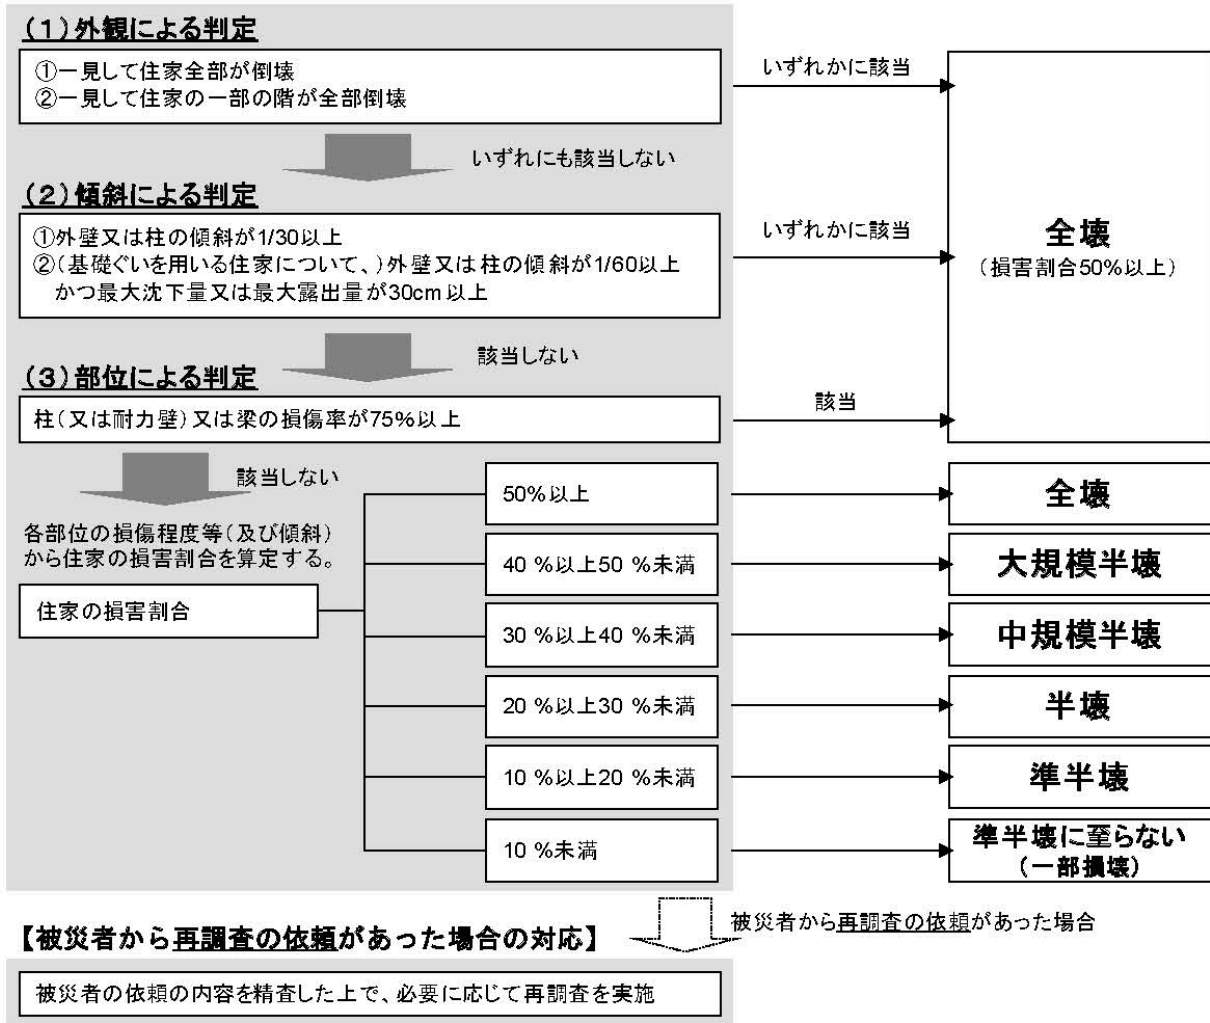 (1)外観による判定
①一見して住家全部が倒壊
②一見して住家の一部の階が全部倒壊
いずれかに該当
いずれにも該当しない
(2)傾斜による判定
①外壁又は柱の傾斜が1/30以上
②(基礎ぐいを用いる住家について、)外壁又は柱の傾斜が1/60以上
かつ最大沈下量又は最大露出量が30cm以上
いずれかに該当
全壊
(損害割合50%以上)
該当しない
(3)部位による判定
柱(又は耐力壁)又は梁の損傷率が75%以上
該当
該当しない
各部位の損傷程度等(及び傾斜)
から住家の損害割合を算定する。
住家の損害割合
50%以上
全壊
40 %以上50 %未満
大規模半壊
30 %以上40 %未満
中規模半壊
20 %以上30 %未満
半壊
10 %以上20 %未満
準半壊
10 %未満
準半壊に至らない
(一部損壊)
被災者から再調査の依頼があった場合
【被災者から再調査の依頼があった場合の対応】
被災者の依頼の内容を精査した上で、必要に応じて再調査を実施